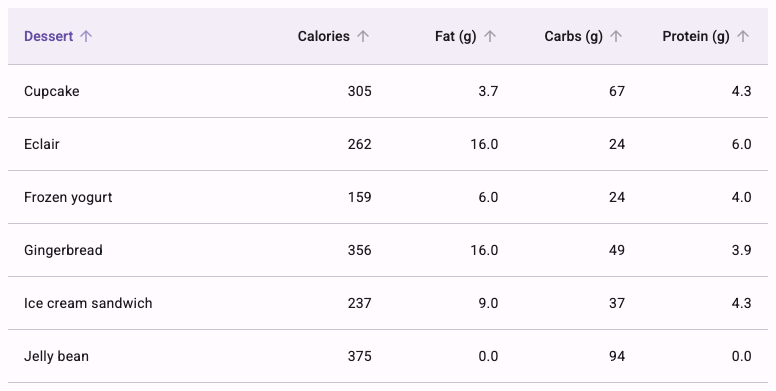 Dessert ↑ Calories ↑ Fat (g) ↑ Carbs (g) ↑ Protein (g) ↑
Cupcake 305 3.7 67 4.3
Eclair 262 16.0 24 6.0
Frozen yogurt 159 6.0 24 4.0
Gingerbread 356 16.0 49 3.9
Ice cream sandwich 237 9.0 37 4.3
Jelly bean 375 0.0 94 0.0